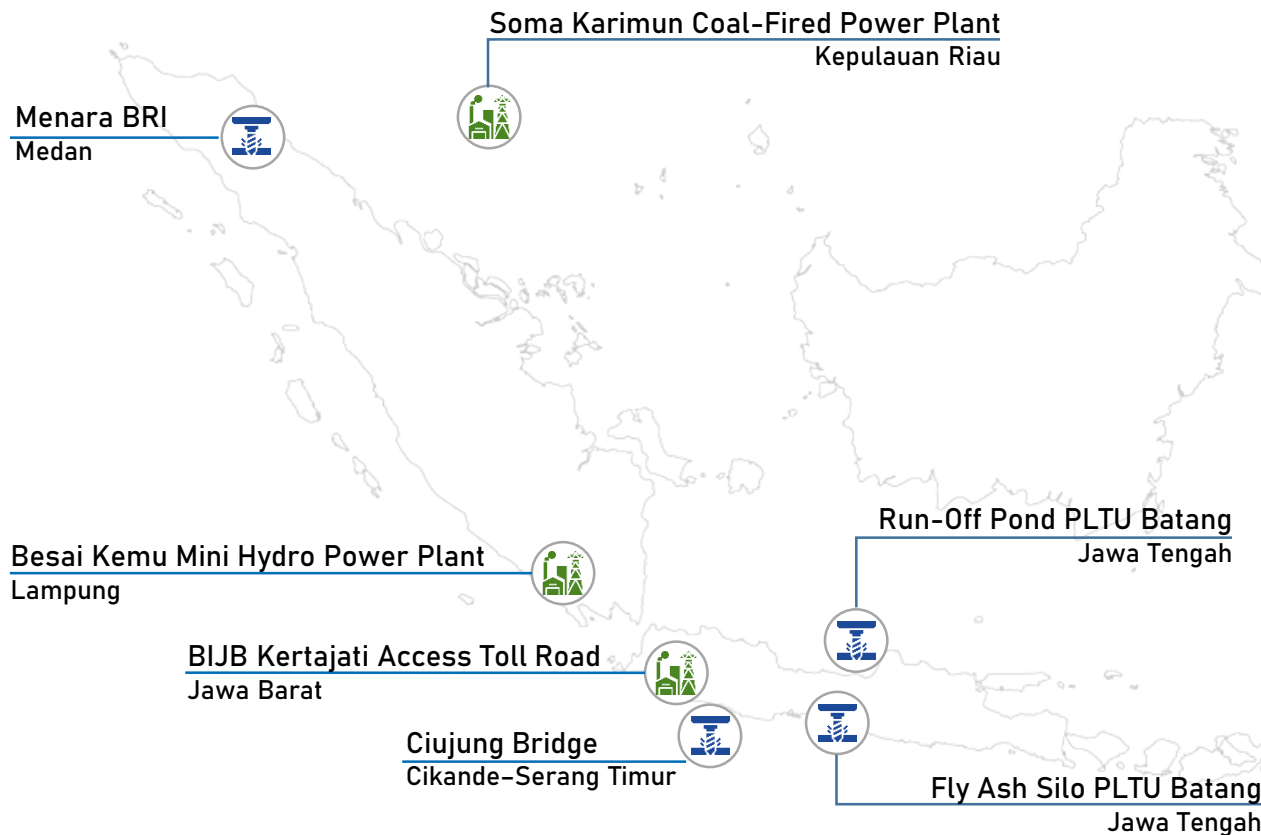 Soma Karimun Coal-Fired Power Plant
Kepulauan Riau
Menara BRI
Medan
Run-Off Pond PLTU Batang
Jawa Tengah
Besai Kemu Mini Hydro Power Plant
Lampung
BIJB Kertajati Access Toll Road
Jawa Barat
Ciujung Bridge
Cikande-Serang Timur
Fly Ash Silo PLTU Batang
Jawa Tengah